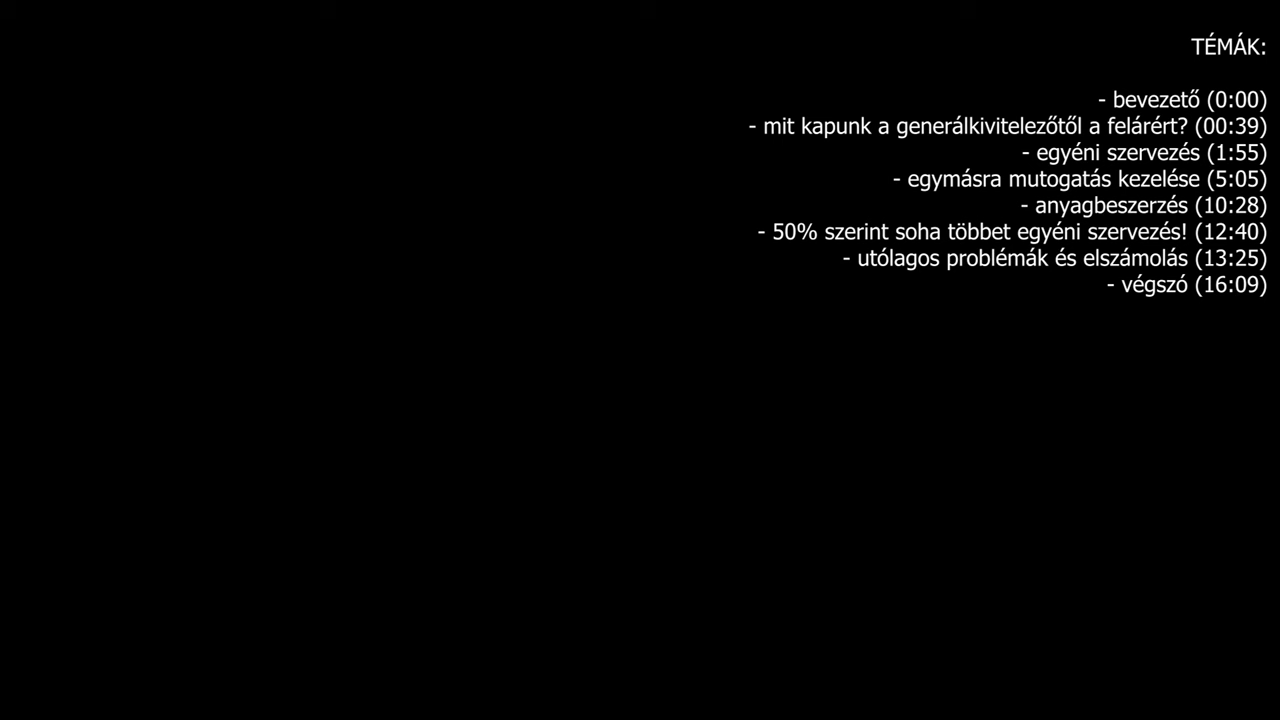 TÉMÁK:
- bevezető (0:00)
- mit kapunk a generálkivitelezőtől a felárért? (00:39)
- egyéni szervezés (1:55)
- egymásra mutogatás kezelése (5:05)
- anyagbeszerzés (10:28)
- 50% szerint soha többet egyéni szervezés! (12:40)
- utólagos problémák és elszámolás (13:25)
- végszó (16:09)